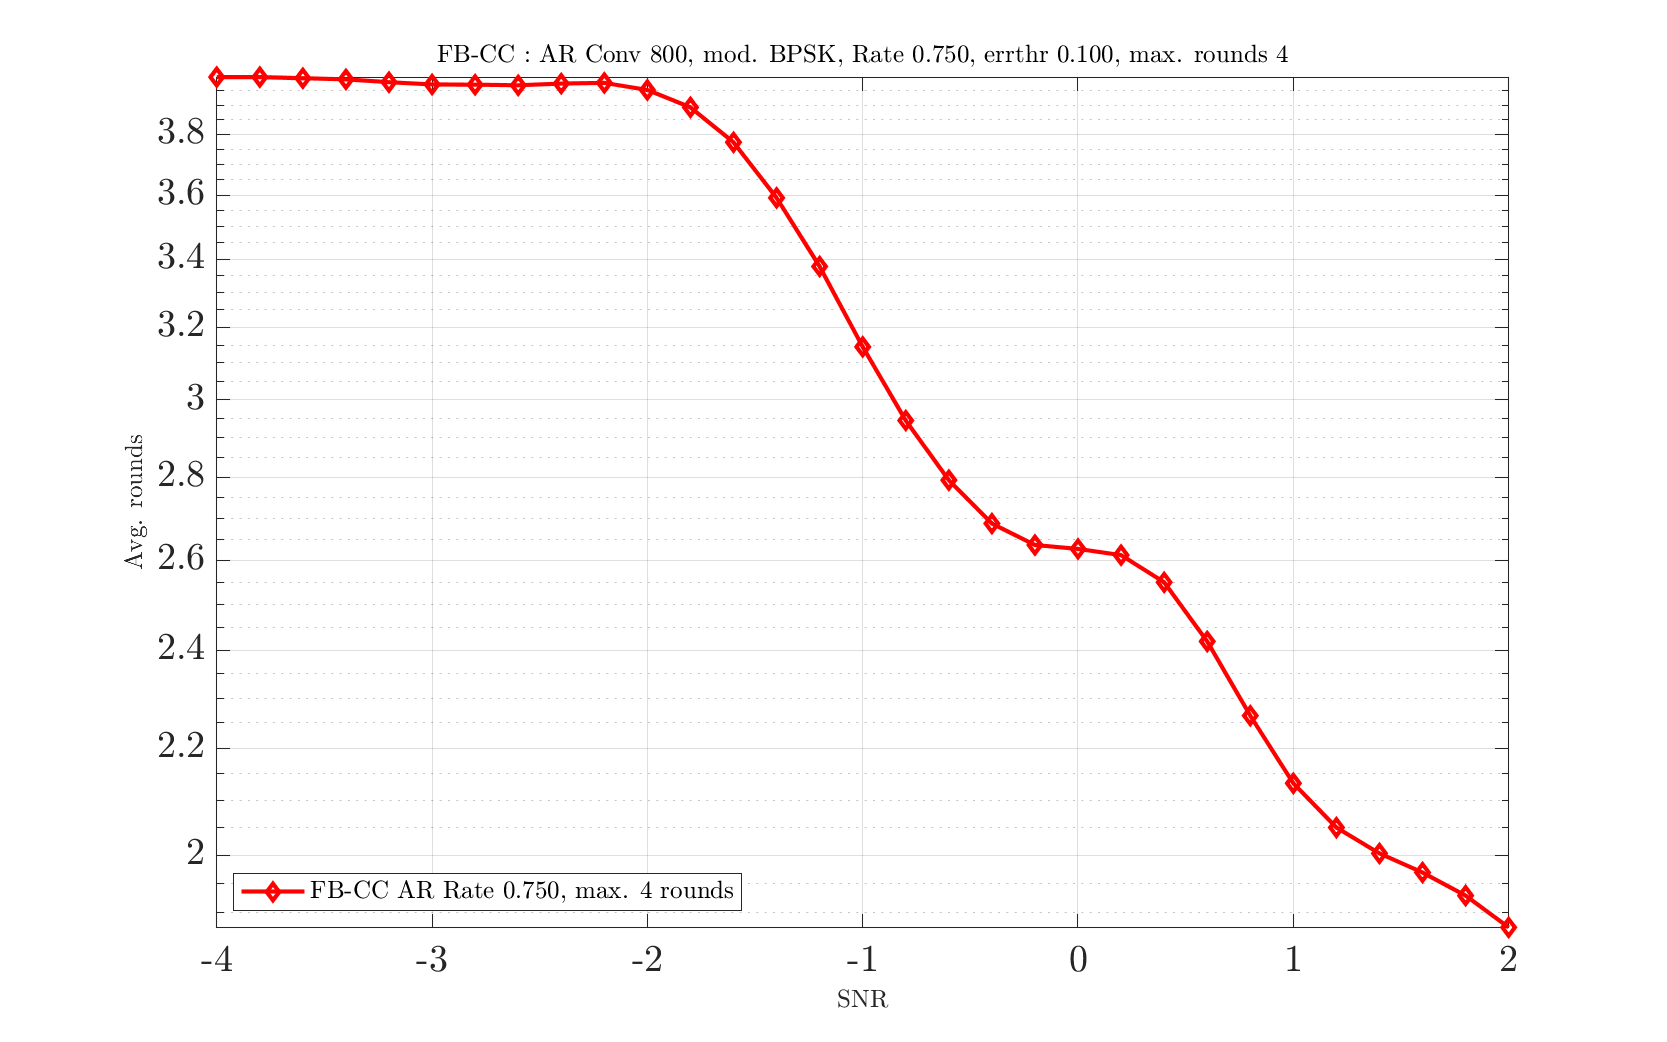 FB-CC : AR Conv 800, mod. BPSK, Rate 0.750, errthr 0.100, max. rounds 4
3.8
3.6
3.4
3.2
3
2.8
2.6
2.4
2.2
2
Avg. rounds
FB-CC AR Rate 0.750, max. 4 rounds
-4 -3 -2 -1 0 1 2
SNR